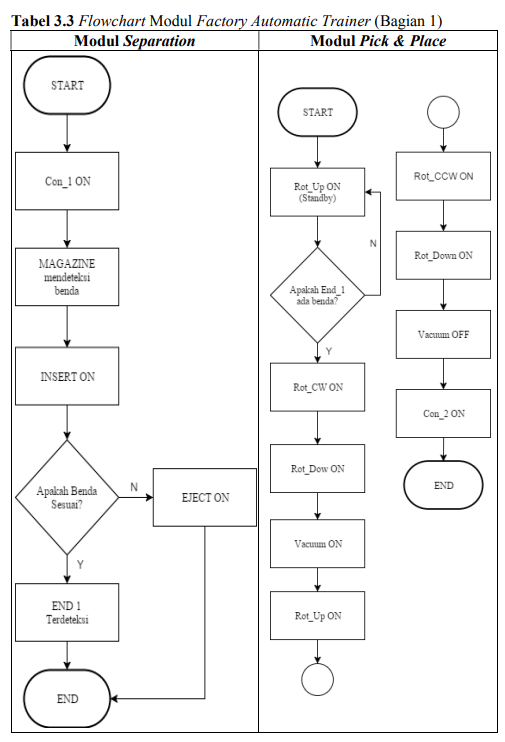 Tabel 3.3 Flowchart Modul Factory Automatic Trainer (Bagian 1)
Modul Separation
START
Con_1 ON
MAGAZINE
mendeteksi
benda
INSERT ON
Apakah Benda
Sesuai?
N
EJECT ON
Y
END 1
Terdeteksi
END
Modul Pick & Place
START
Rot_Up ON
(Standby)
N
Apakah End_1
ada benda?
Y
Rot_CW ON
Rot_Dow ON
Vacuum ON
Rot_Up ON
Rot_CCW ON
Rot_Down ON
Vacuum OFF
Con_2 ON
END